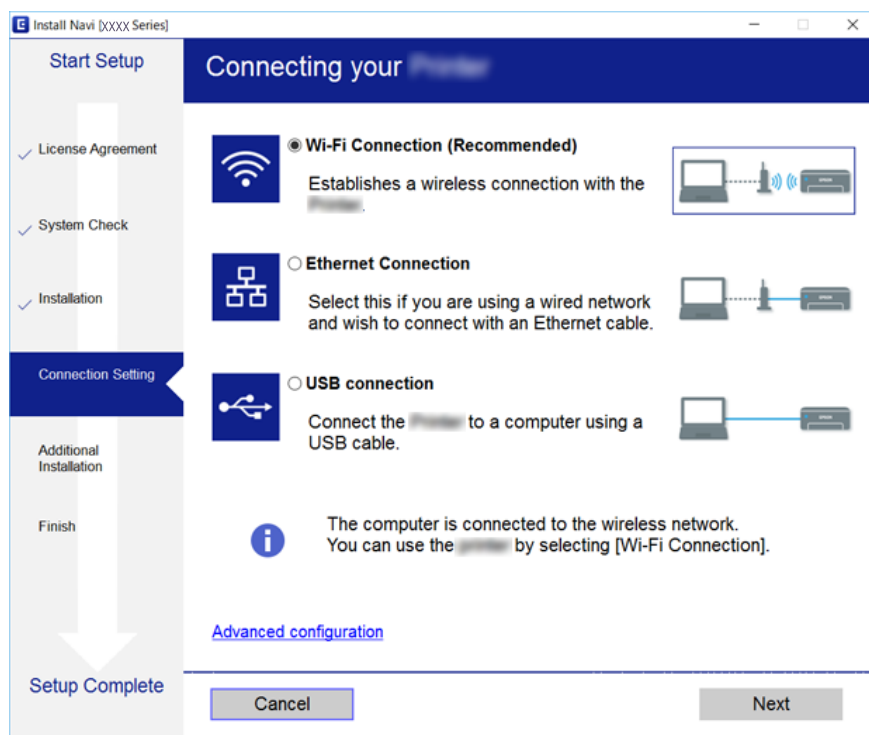 Install Navi [XXXX Series]
Start Setup
License Agreement
System Check
Installation
Connection Setting
Additional
Installation
Finish
Setup Complete
Connecting your
Wi-Fi Connection (Recommended)
Establishes a wireless connection with the
.
Ethernet Connection
Select this if you are using a wired network
and wish to connect with an Ethernet cable.
USB connection
Connect the to a computer using a
USB cable.
The computer is connected to the wireless network.
You can use the by selecting [Wi-Fi Connection].
Advanced configuration
Cancel
Next